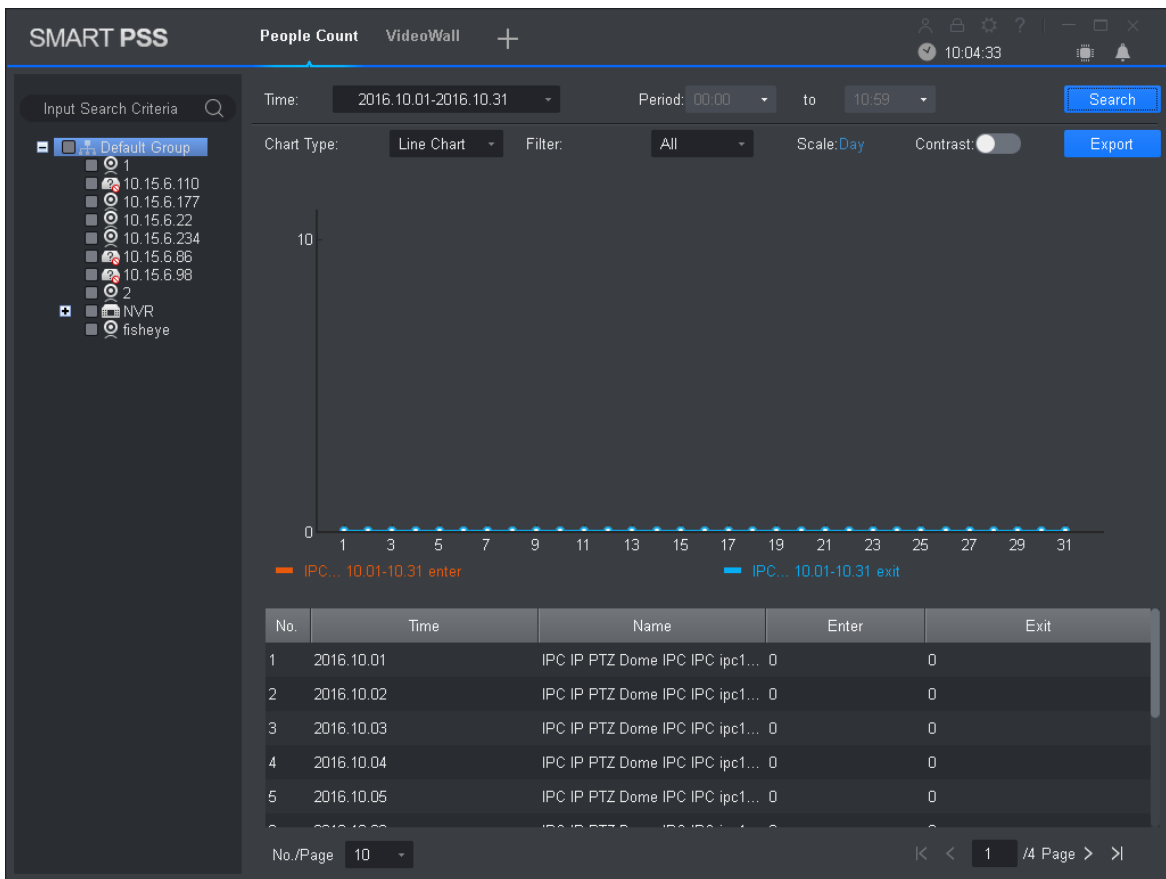 SMART PSS
People Count VideoWall
10:04:33
Input Search Criteria
Default Group
1
10.15.6.110
10.15.6.177
10.15.6.22
10.15.6.234
10.15.6.86
10.15.6.98
2
NVR
fisheye
Time: 2016.10.01-2016.10.31 Period: 00:00 to 10:59 Search
Chart Type: Line Chart Filter: All Scale:Day Contrast: Export
10
0
1 3 5 7 9 11 13 15 17 19 21 23 25 27 29 31
IPC... 10.01-10.31 enter IPC... 10.01-10.31 exit
No. Time Name Enter Exit
1 2016.10.01 IPC IP PTZ Dome IPC IPC ipc1... 0 0
2 2016.10.02 IPC IP PTZ Dome IPC IPC ipc1... 0 0
3 2016.10.03 IPC IP PTZ Dome IPC IPC ipc1... 0 0
4 2016.10.04 IPC IP PTZ Dome IPC IPC ipc1... 0 0
5 2016.10.05 IPC IP PTZ Dome IPC IPC ipc1... 0 0
No./Page 10 1 /4 Page